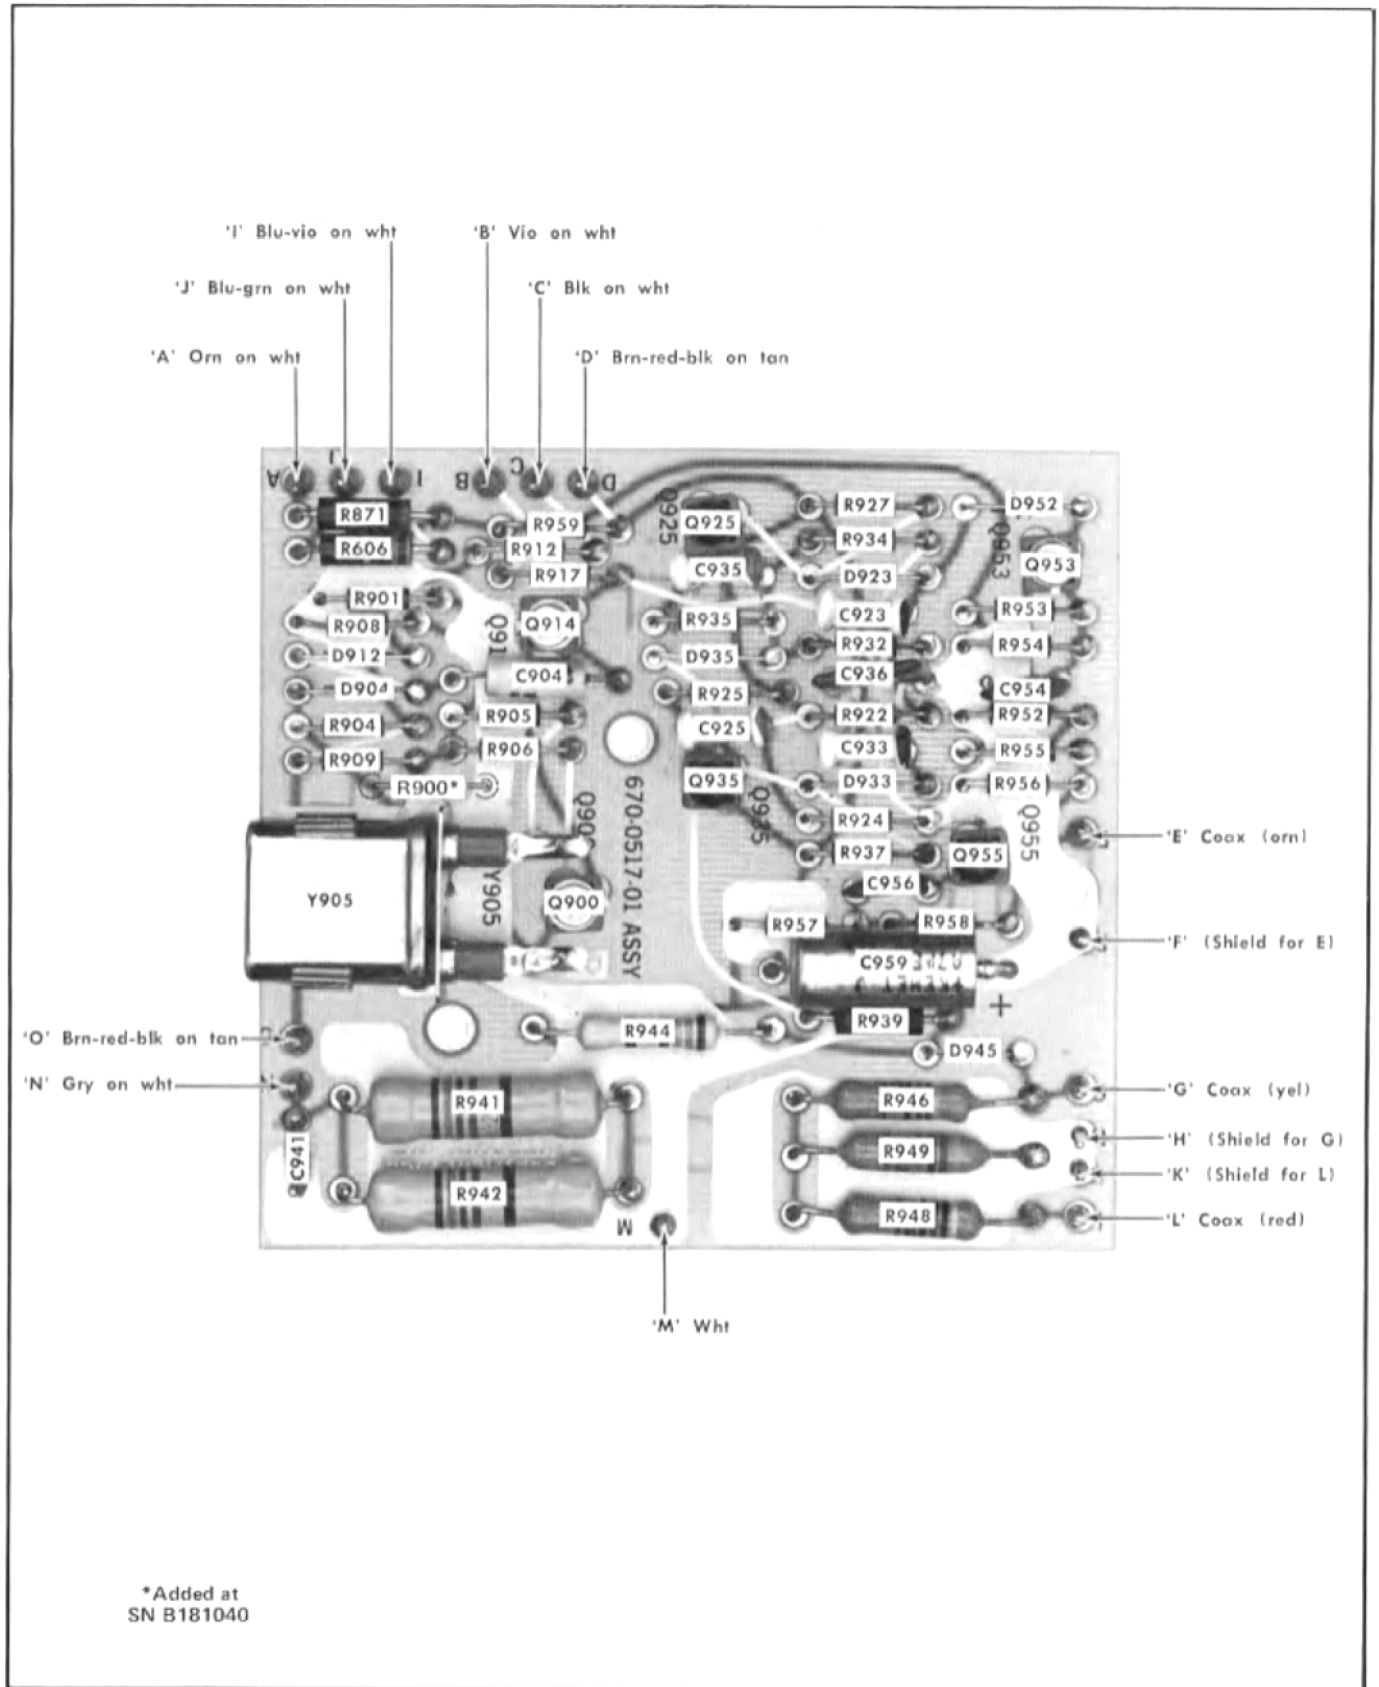 'I' Blu-vio on wht
'B' Vio on wht
'J' Blu-grn on wht
'C' Blk on wht
'A' Orn on wht
'D' Brn-red-blk on tan
A
J
I
B
C
D
R871
R606
R959
R912
R917
Q925
Q925
R927
D952
R934
Q953
Q953
C935
D923
R901
R908
Q914
R935
C923
R953
D912
D935
R932
R954
D904
C904
R925
C936
C954
R904
R905
C925
R922
R952
R909
R906
C933
R955
R900*
Q935
D933
R956
R924
Q955
R937
Q955
'E' Coax (orn)
C956
Y905
Y905
Q900
670-0517-01 ASSY
R957
R958
'F' (Shield for E)
C959
+
'O' Brn-red-blk on tan
R944
R939
D945
'N' Gry on wht
R941
R946
'G' Coax (yel)
C941
R949
'H' (Shield for G)
'K' (Shield for L)
R942
R948
'L' Coax (red)
M
'M' Wht
*Added at
SN B181040